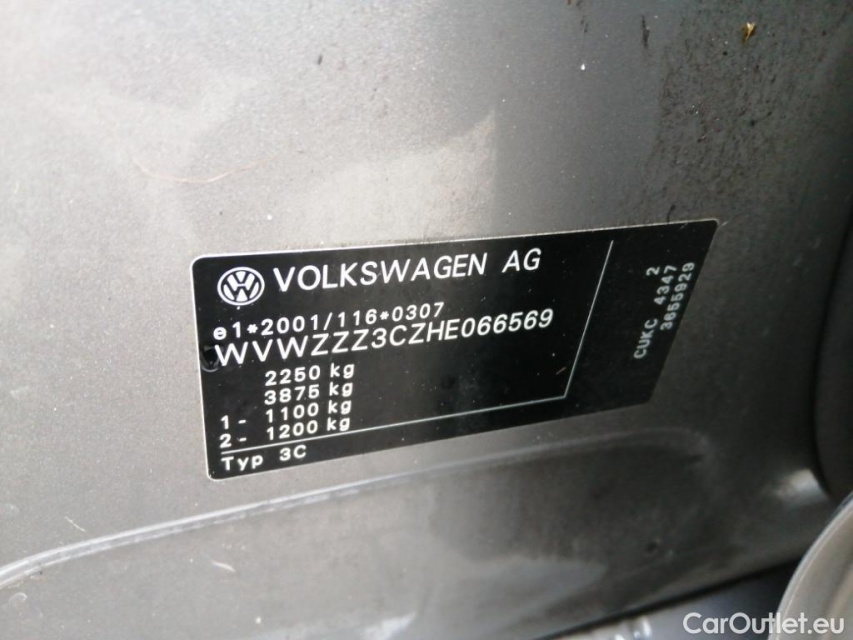 VOLKSWAGEN AG
e1*2001/116*0307
WVWZZZ3CZHE066569
2250 kg
3875 kg
1- 1100 kg
2- 1200 kg
Typ 3C
2
CUKC 4347
3655929
CarOutlet.eu